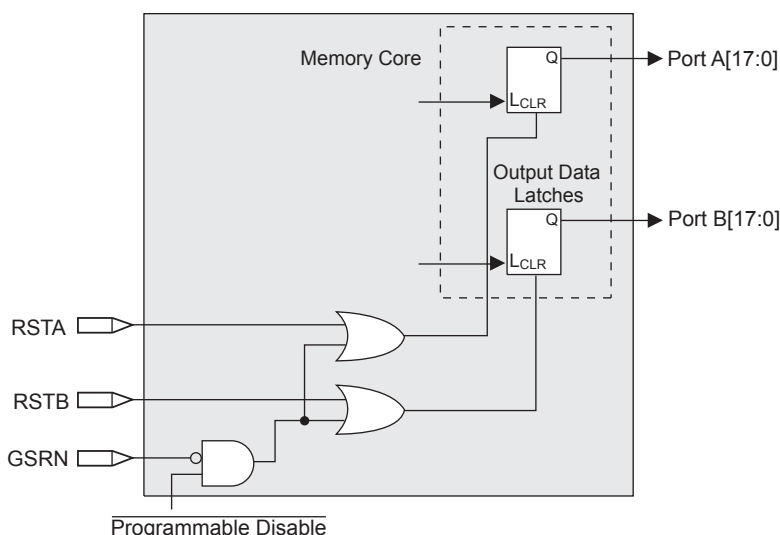 Memory Core
Q
Port A[17:0]
LCLR
Output Data
Latches
Q
Port B[17:0]
LCLR
RSTA
RSTB
GSRN
Programmable Disable